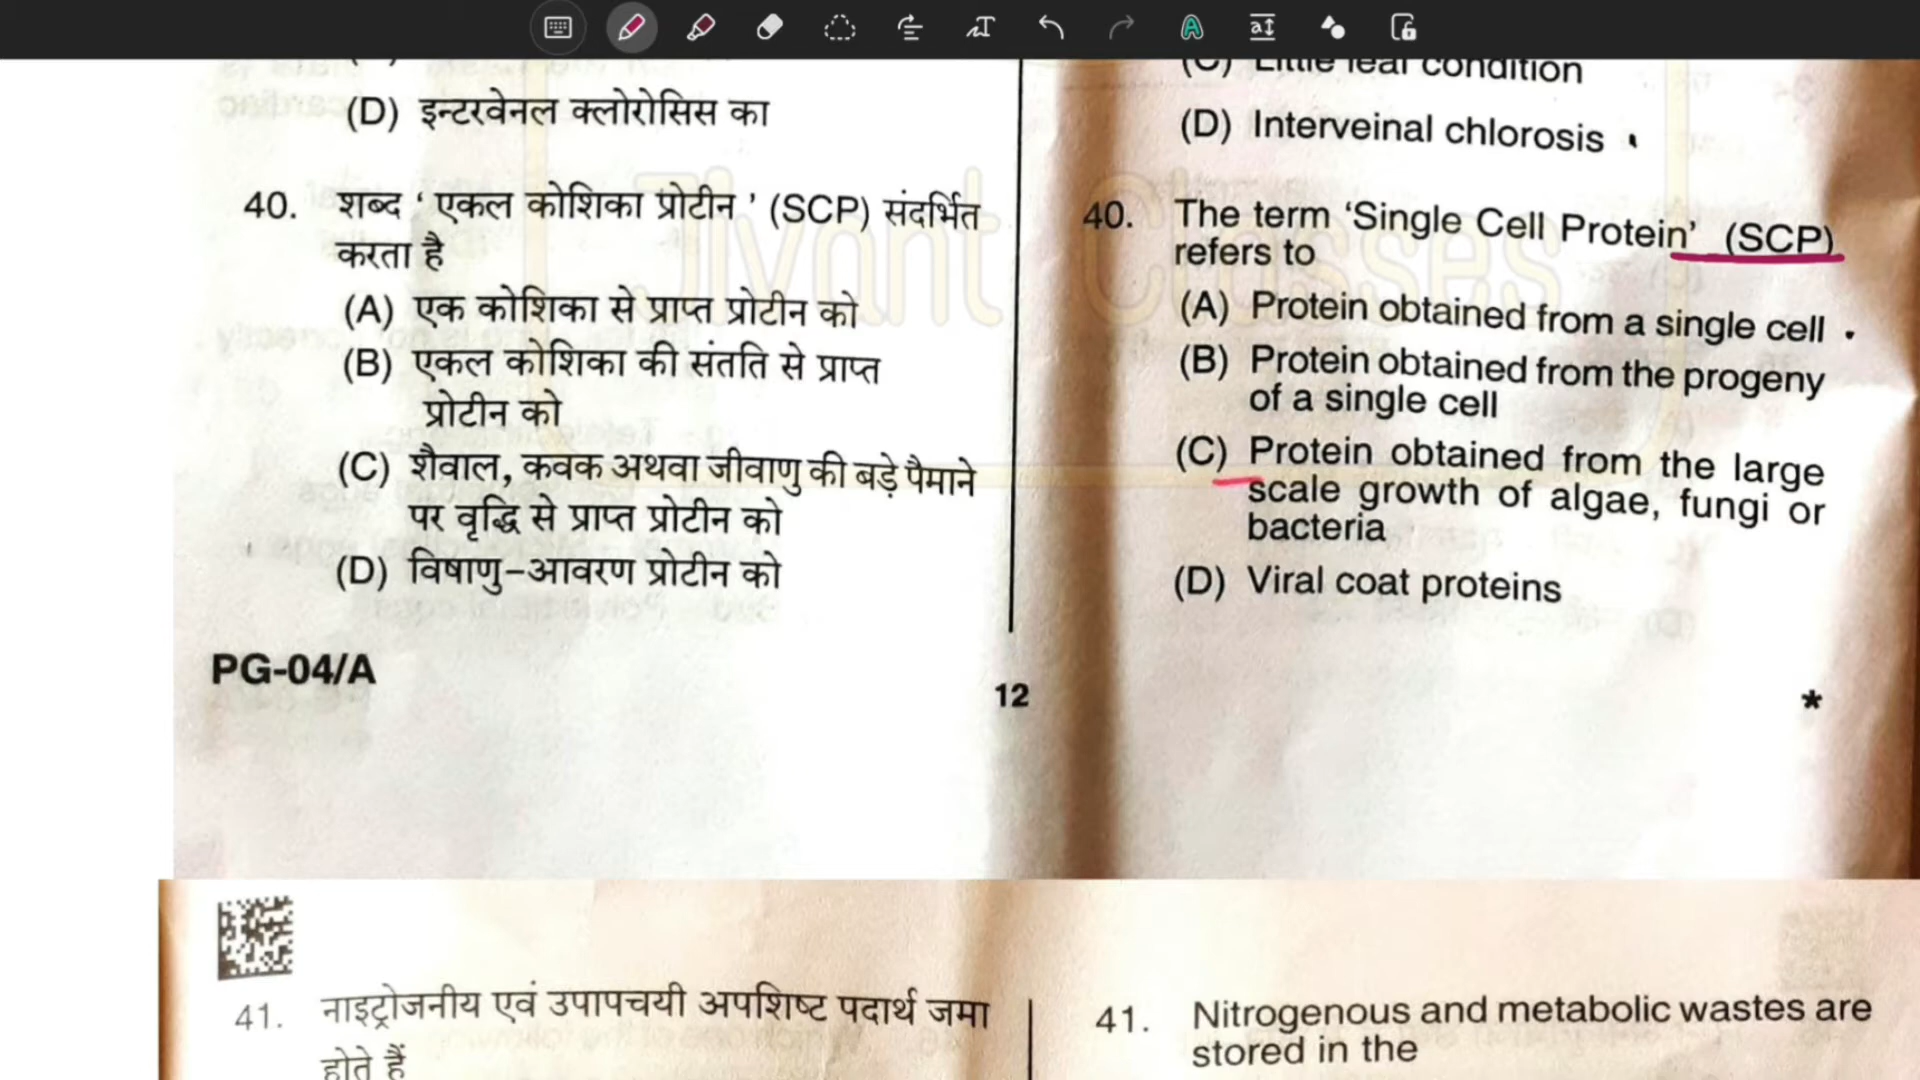 (D) इन्टरवेनल क्लोरोसिस का
40. शब्द ‘ एकल कोशिका प्रोटीन ’ (SCP) संदर्भित
करता है
(A) एक कोशिका से प्राप्त प्रोटीन को
(B) एकल कोशिका की संतति से प्राप्त
प्रोटीन को
(C) शैवाल, कवक अथवा जीवाणु की बड़े पैमाने
पर वृद्धि से प्राप्त प्रोटीन को
(D) विषाणु–आवरण प्रोटीन को
(C) Little leaf condition
(D) Interveinal chlorosis
40. The term ‘Single Cell Protein’ (SCP)
refers to
(A) Protein obtained from a single cell
(B) Protein obtained from the progeny
of a single cell
(C) Protein obtained from the large
scale growth of algae, fungi or
bacteria
(D) Viral coat proteins
PG-04/A
12
*
Jivant Classes
41. नाइट्रोजनीय एवं उपापचयी अपशिष्ट पदार्थ जमा
होते हैं
41. Nitrogenous and metabolic wastes are
stored in the